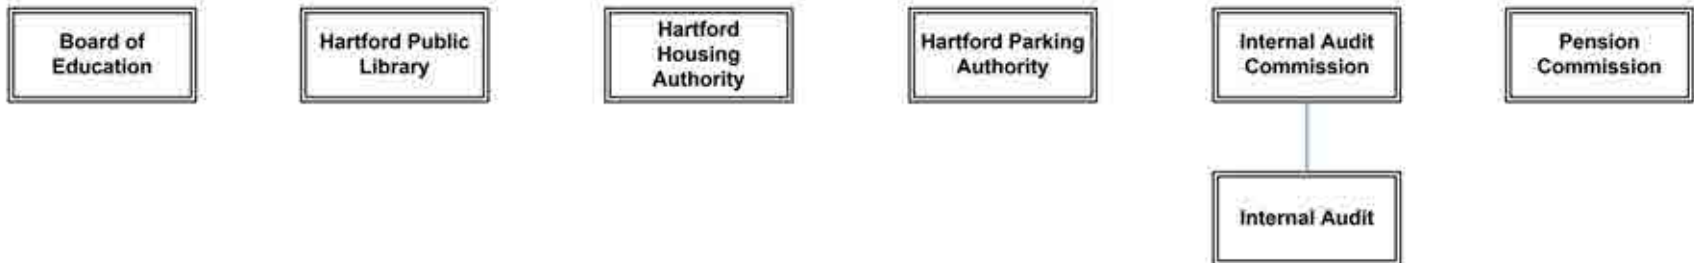 Board of
Education
Hartford Public
Library
Hartford
Housing
Authority
Hartford Parking
Authority
Internal Audit
Commission
Pension
Commission
Internal Audit